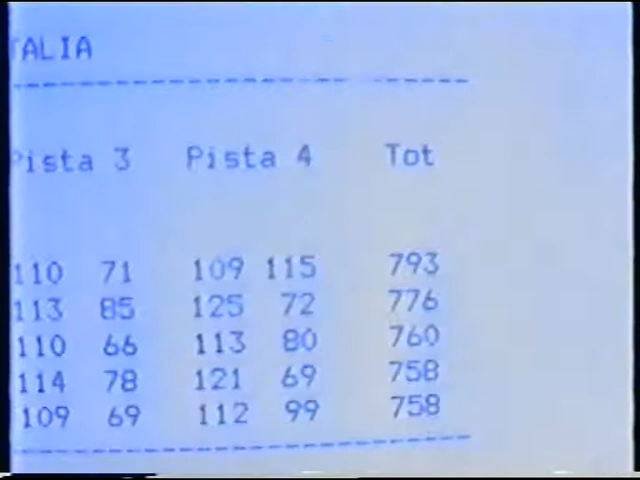 TALIA
Pista 3 Pista 4 Tot
110 71 109 115 793
113 85 125 72 776
110 66 113 80 760
114 78 121 69 758
109 69 112 99 758